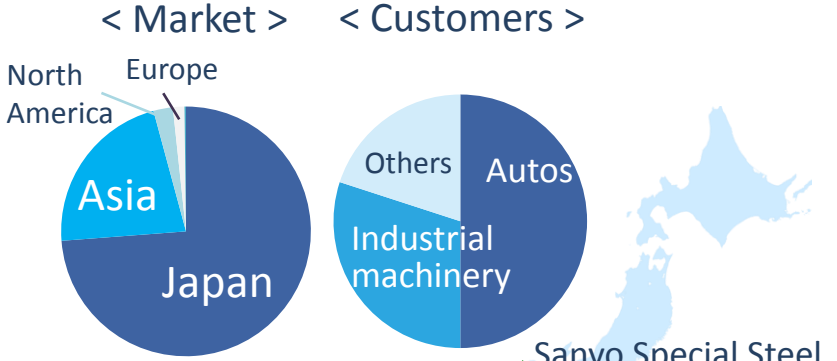 < Market >
< Customers >
North
America
Europe
Asia
Japan
Others
Autos
Industrial
machinery
Sanyo Special Steel